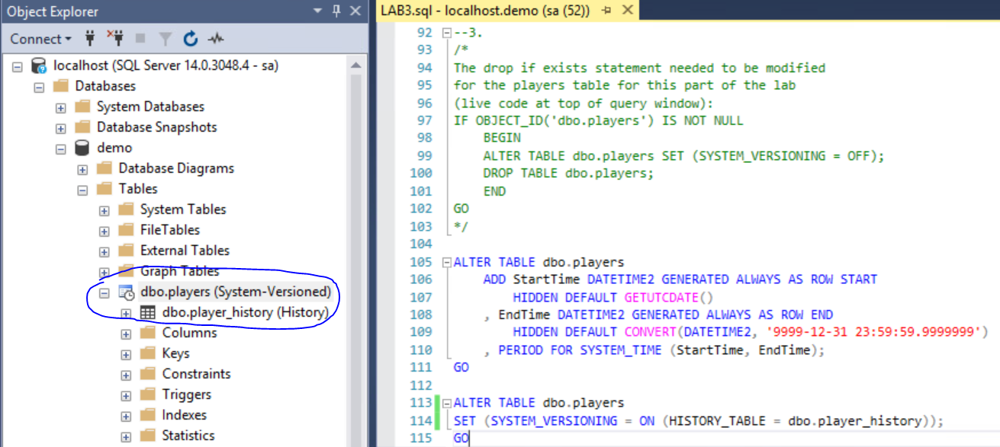 Object Explorer
Connect
localhost (SQL Server 14.0.3048.4 - sa)
Databases
System Databases
Database Snapshots
demo
Database Diagrams
Tables
System Tables
FileTables
External Tables
Graph Tables
dbo.players (System-Versioned)
dbo.player_history (History)
Columns
Keys
Constraints
Triggers
Indexes
Statistics
LAB3.sql - localhost.demo (sa (52))
92 --3.
93 /*
94 The drop if exists statement needed to be modified
95 for the players table for this part of the lab
96 (live code at top of query window):
97 IF OBJECT_ID('dbo.players') IS NOT NULL
98 BEGIN
99 ALTER TABLE dbo.players SET (SYSTEM_VERSIONING = OFF);
100 DROP TABLE dbo.players;
101 END
102 GO
103 */
104
105 ALTER TABLE dbo.players
106 ADD StartTime DATETIME2 GENERATED ALWAYS AS ROW START
107 HIDDEN DEFAULT GETUTCDATE()
108 , EndTime DATETIME2 GENERATED ALWAYS AS ROW END
109 HIDDEN DEFAULT CONVERT(DATETIME2, '9999-12-31 23:59:59.9999999')
110 , PERIOD FOR SYSTEM_TIME (StartTime, EndTime);
111 GO
112
113 ALTER TABLE dbo.players
114 SET (SYSTEM_VERSIONING = ON (HISTORY_TABLE = dbo.player_history));
115 GO